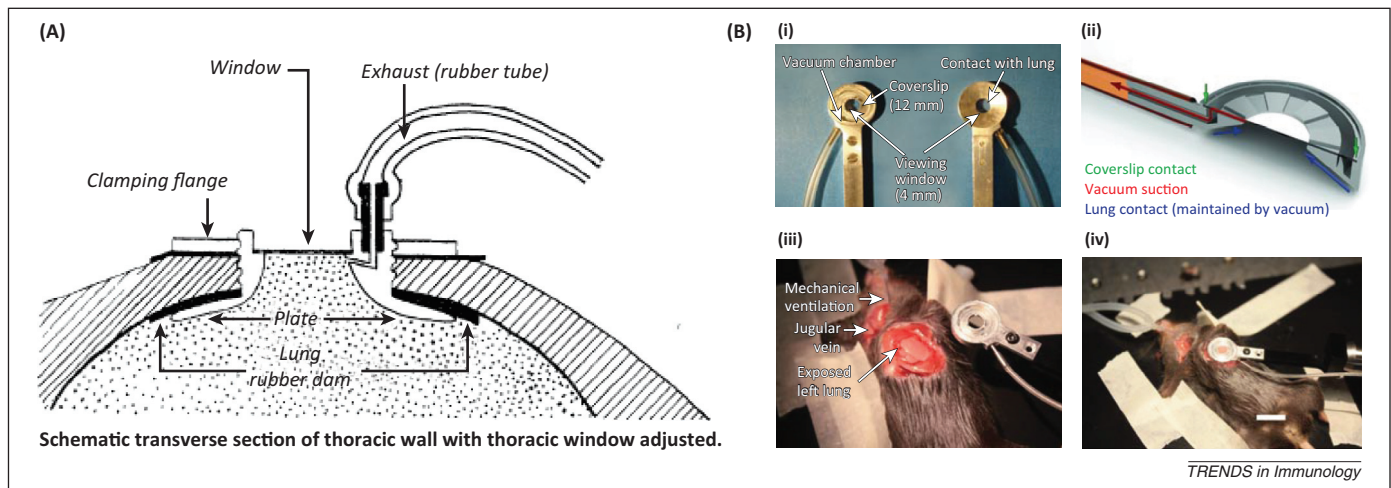 (A)
Window
Exhaust (rubber tube)
Clamping flange
Plate
Lung
rubber dam
Schematic transverse section of thoracic wall with thoracic window adjusted.
(B)
(i)
Vacuum chamber
Contact with lung
Coverslip
(12 mm)
Viewing
window
(4 mm)
(ii)
Coverslip contact
Vacuum suction
Lung contact (maintained by vacuum)
(iii)
Mechanical
ventilation
Jugular
vein
Exposed
left lung
(iv)
TRENDS in Immunology